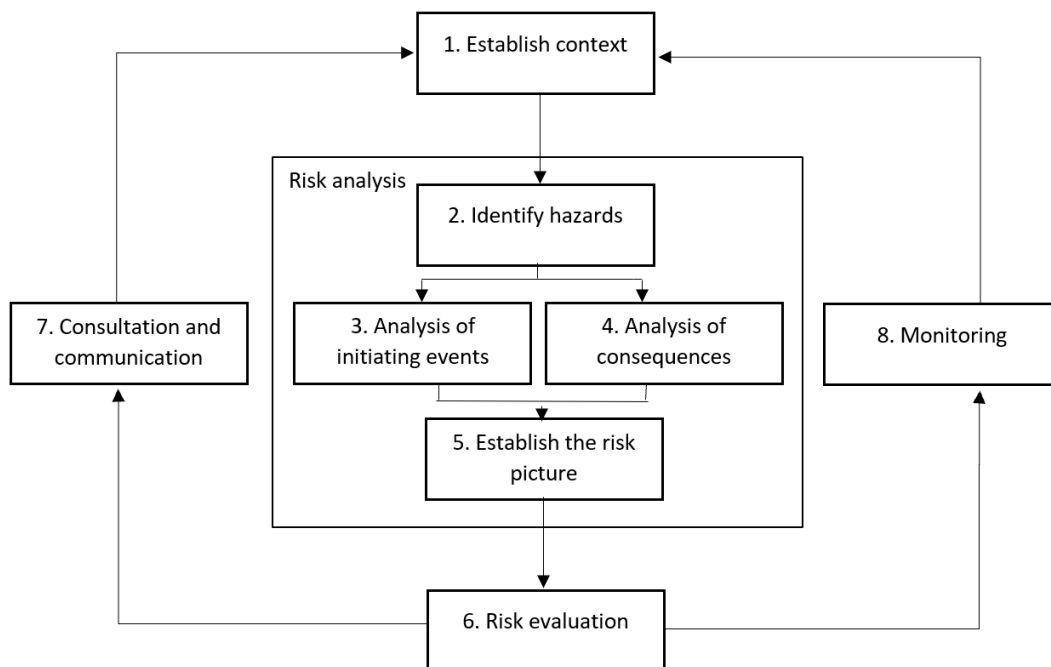 1. Establish context
Risk analysis
2. Identify hazards
3. Analysis of
initiating events
4. Analysis of
consequences
5. Establish the risk
picture
6. Risk evaluation
7. Consultation and
communication
8. Monitoring